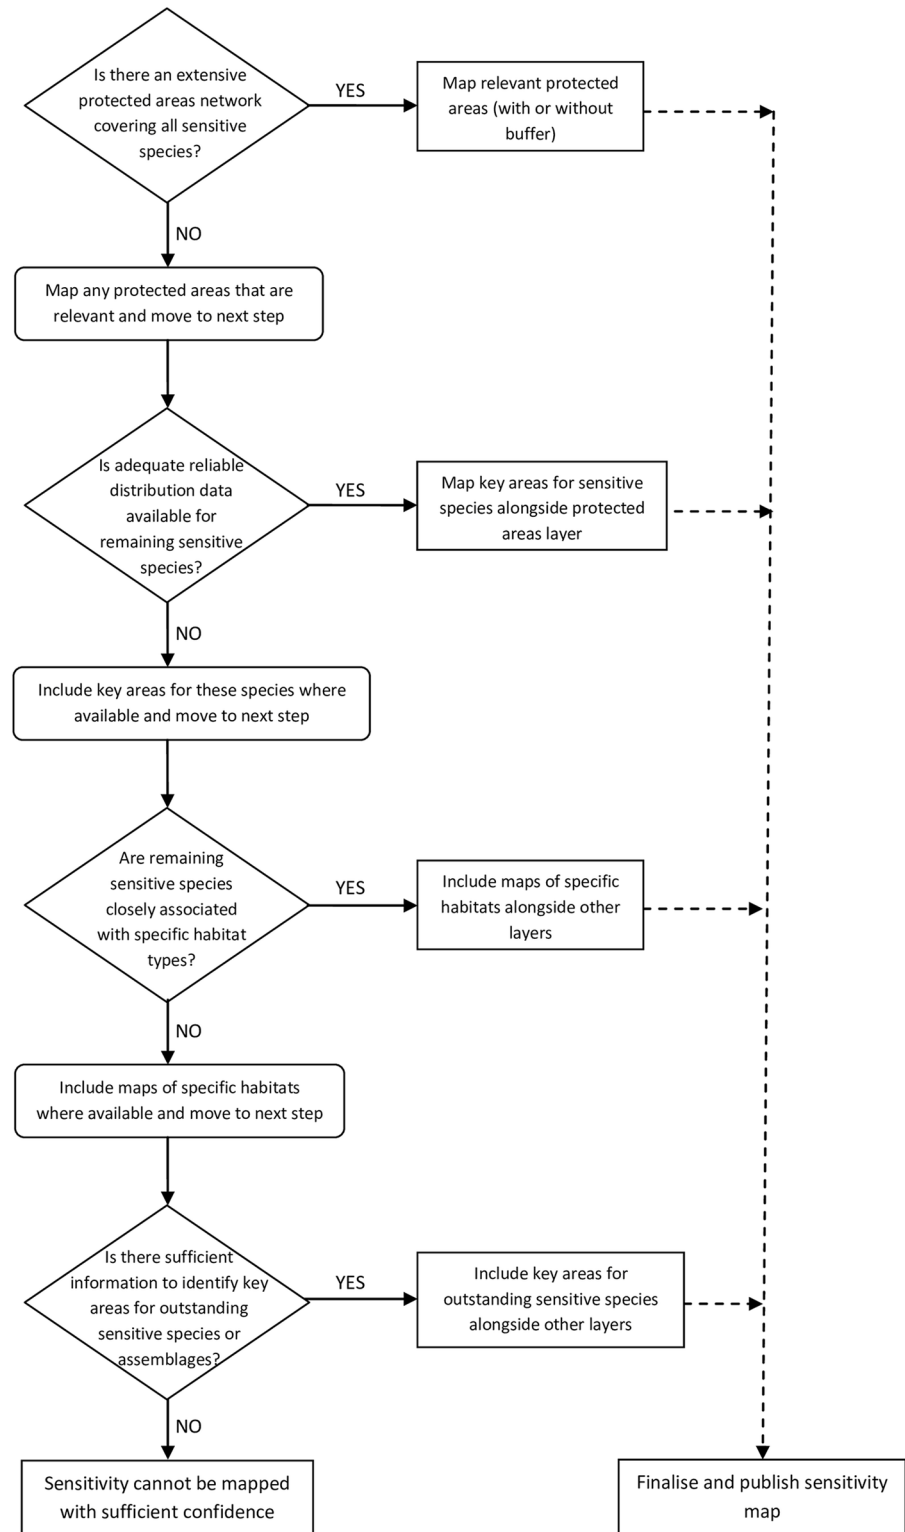 Is there an extensive
protected areas network
covering all sensitive
species?
YES
Map relevant protected
areas (with or without
buffer)
NO
Map any protected areas that are
relevant and move to next step
Is adequate reliable
distribution data
available for
remaining sensitive
species?
YES
Map key areas for sensitive
species alongside protected
areas layer
NO
Include key areas for these species where
available and move to next step
Are remaining
sensitive species
closely associated
with specific habitat
types?
YES
Include maps of specific
habitats alongside other
layers
NO
Include maps of specific habitats
where available and move to next step
Is there sufficient
information to identify key
areas for outstanding
sensitive species or
assemblages?
YES
Include key areas for
outstanding sensitive species
alongside other layers
NO
Sensitivity cannot be mapped
with sufficient confidence
Finalise and publish sensitivity
map